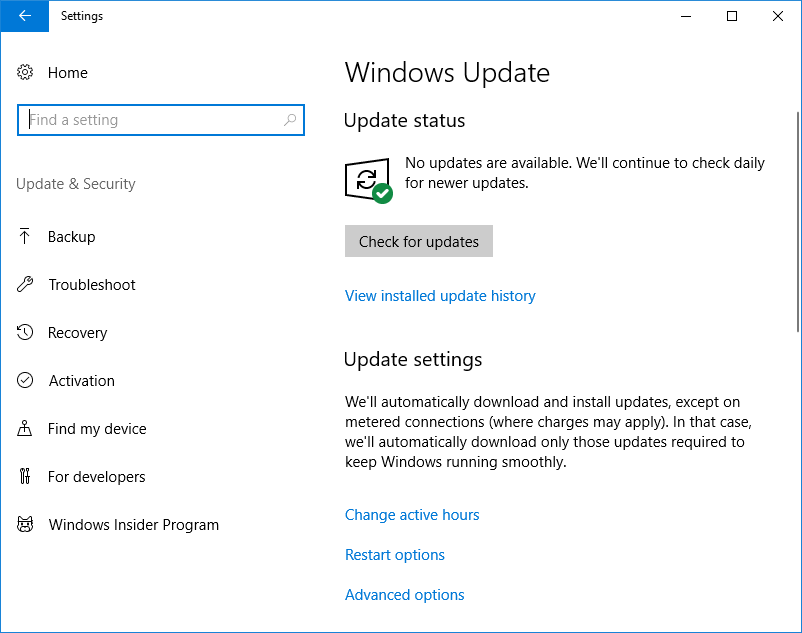 Settings
Home
Find a setting
Update & Security
Backup
Troubleshoot
Recovery
Activation
Find my device
For developers
Windows Insider Program
Windows Update
Update status
No updates are available. We'll continue to check daily
for newer updates.
Check for updates
View installed update history
Update settings
We'll automatically download and install updates, except on
metered connections (where charges may apply). In that case,
we'll automatically download only those updates required to
keep Windows running smoothly.
Change active hours
Restart options
Advanced options